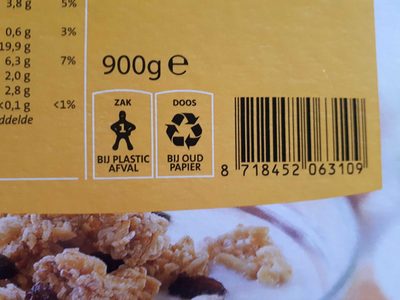 3,8 g 5%
0,6 g 3%
19,9 g
6,3 g 7%
2,0 g
2,8 g
<0,1 g <1%
900g e
ZAK
1
BIJ PLASTIC
AFVAL
DOOS
BIJ OUD
PAPIER
8 718452 063109